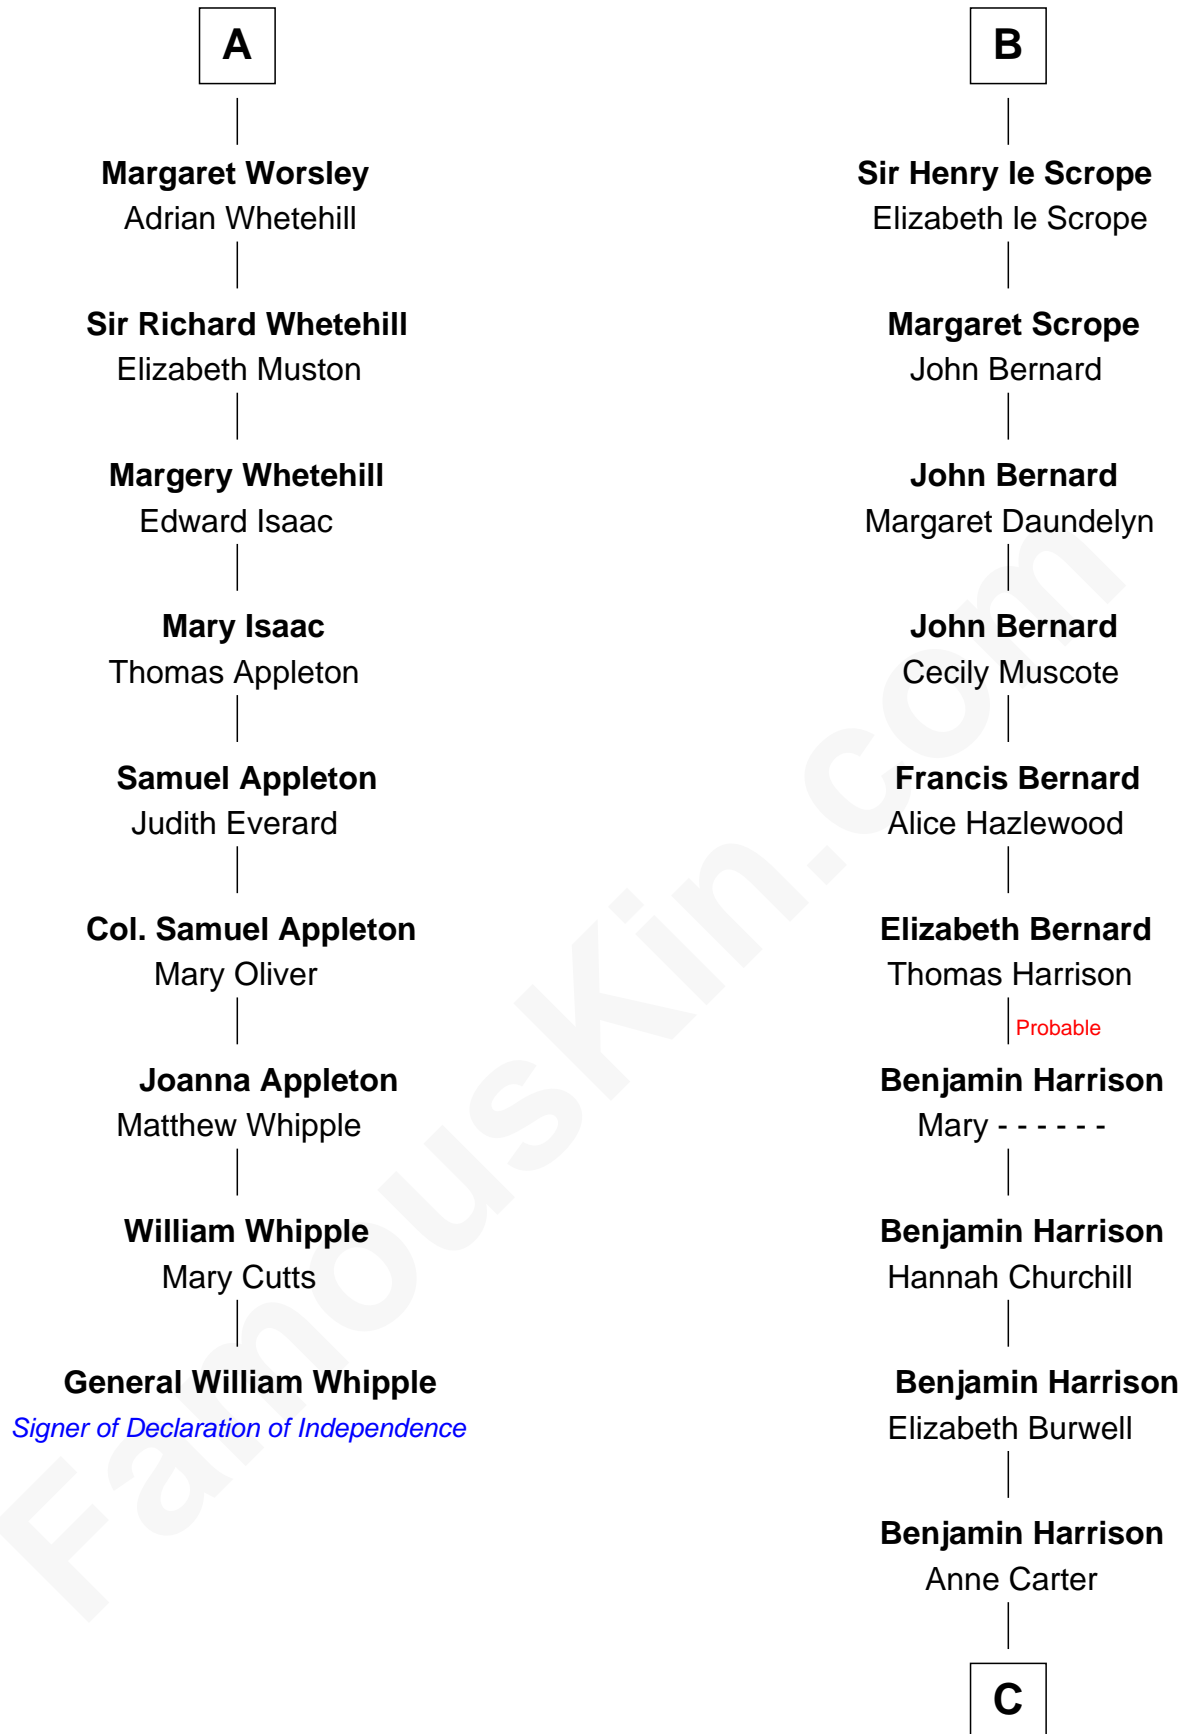 A
Margaret Worsley
Adrian Whetehill
Sir Richard Whetehill
Elizabeth Muston
Margery Whetehill
Edward Isaac
Mary Isaac
Thomas Appleton
Samuel Appleton
Judith Everard
Col. Samuel Appleton
Mary Oliver
Joanna Appleton
Matthew Whipple
William Whipple
Mary Cutts
General William Whipple
Signer of Declaration of Independence
B
Sir Henry le Scrope
Elizabeth le Scrope
Margaret Scrope
John Bernard
John Bernard
Margaret Daundelyn
John Bernard
Cecily Muscote
Francis Bernard
Alice Hazlewood
Elizabeth Bernard
Thomas Harrison
Probable
Benjamin Harrison
Mary - - - - - -
Benjamin Harrison
Hannah Churchill
Benjamin Harrison
Elizabeth Burwell
Benjamin Harrison
Anne Carter
C
FamousKin.com